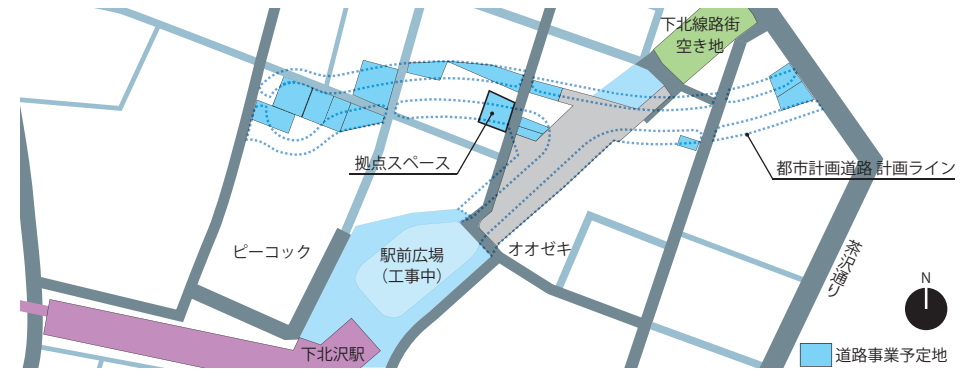 下北線路街
空き地
拠点スペース
都市計画道路 計画ライン
ピーコック
駅前広場
（工事中）
オオゼキ
茶沢通り
N
下北沢駅
道路事業予定地